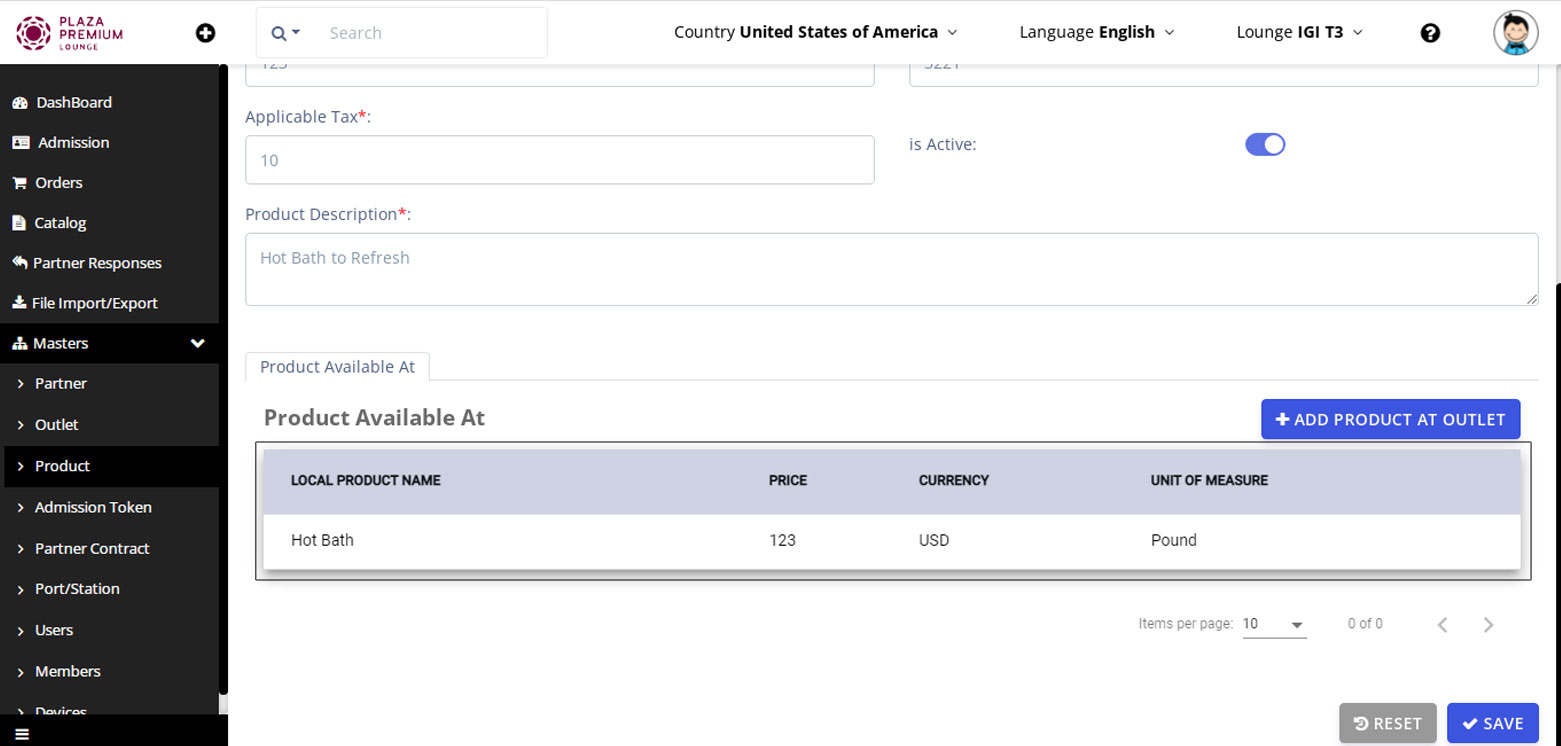 PLAZA
PREMIUM
LOUNGE
Search
Country United States of America
Language English
Lounge IGI T3
DashBoard
Admission
Orders
Catalog
Partner Responses
File Import/Export
Masters
Partner
Outlet
Product
Admission Token
Partner Contract
Port/Station
Users
Members
Devices
123
5221
Applicable Tax*:
10
is Active:
Product Description*:
Hot Bath to Refresh
Product Available At
Product Available At
ADD PRODUCT AT OUTLET
LOCAL PRODUCT NAME PRICE CURRENCY UNIT OF MEASURE
Hot Bath 123 USD Pound
Items per page: 10 0 of 0
RESET SAVE